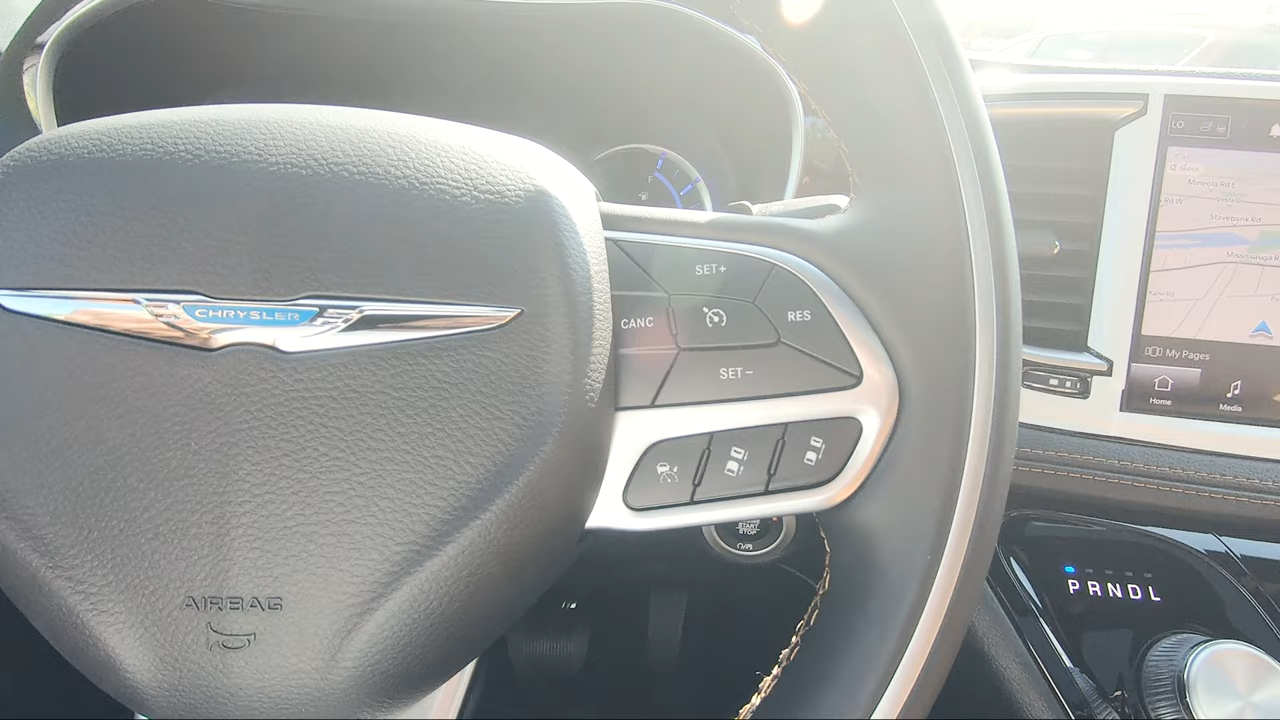 LO
Mineola Rd E
Stavebank Rd
Mississauga R
F
SET+
CANC
RES
SET−
CHRYSLER
My Pages
Home
Media
START
STOP
PRNDL
AIRBAG